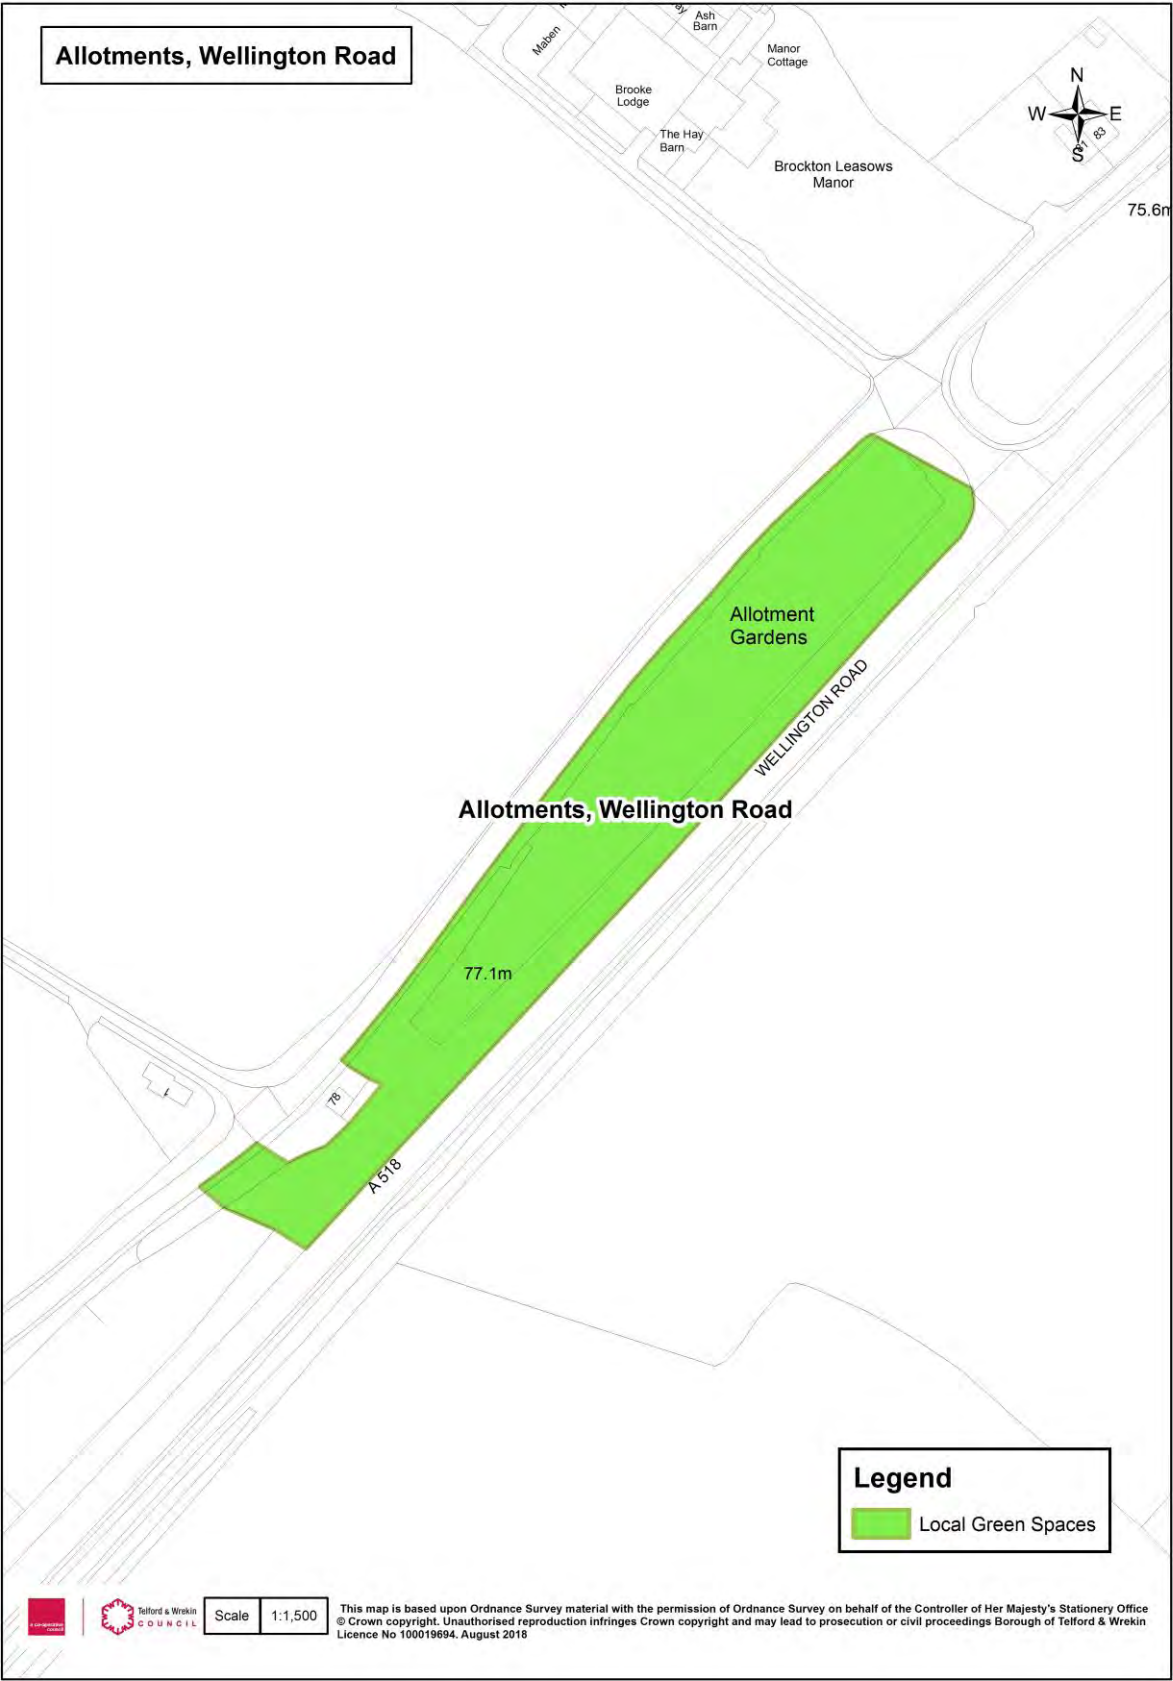 Allotments, Wellington Road
Ash
Barn
Maben
Manor
Cottage
Brooke
Lodge
The Hay
Barn
Brockton Leasows
Manor
N
W
E
S
83
75.6m
Allotment
Gardens
WELLINGTON ROAD
Allotments, Wellington Road
77.1m
1
78
A 518
Legend
Local Green Spaces
a co-operative
council
Telford & Wrekin
COUNCIL
Scale
1:1,500
This map is based upon Ordnance Survey material with the permission of Ordnance Survey on behalf of the Controller of Her Majesty's Stationery Office
© Crown copyright. Unauthorised reproduction infringes Crown copyright and may lead to prosecution or civil proceedings Borough of Telford & Wrekin
Licence No 100019694. August 2018